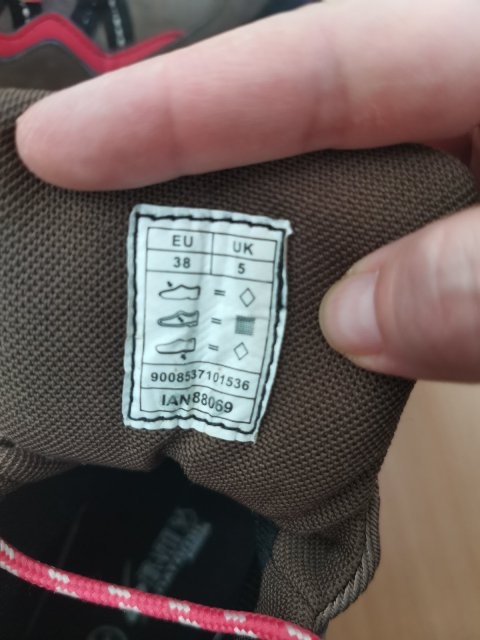 EU UK
38 5
=
=
=
9008537101536
IAN88069